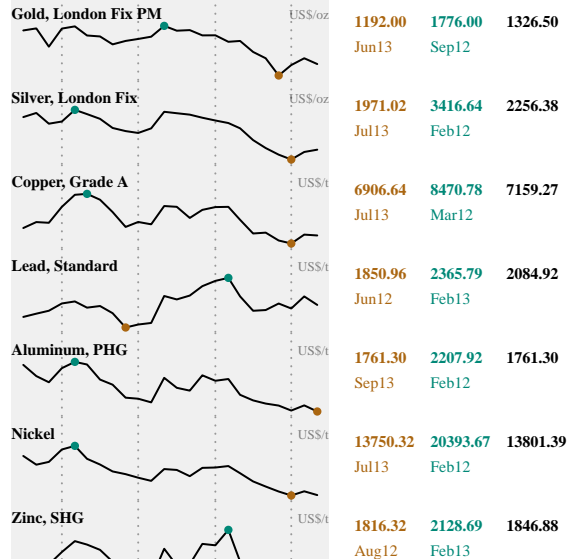 Gold, London Fix PM US$/oz 1192.00 1776.00 1326.50
Jun13 Sep12
Silver, London Fix US$/oz 1971.02 3416.64 2256.38
Jul13 Feb12
Copper, Grade A US$/t 6906.64 8470.78 7159.27
Jul13 Mar12
Lead, Standard US$/t 1850.96 2365.79 2084.92
Jun12 Feb13
Aluminum, PHG US$/t 1761.30 2207.92 1761.30
Sep13 Feb12
Nickel US$/t 13750.32 20393.67 13801.39
Jul13 Feb12
Zinc, SHG US$/t 1816.32 2128.69 1846.88
Aug12 Feb13